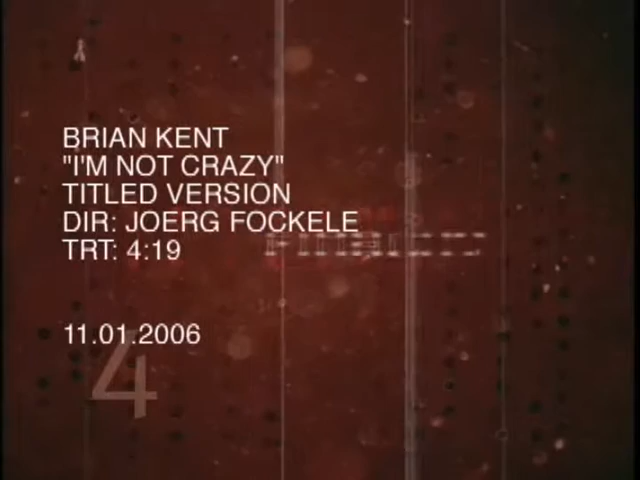 BRIAN KENT
"I'M NOT CRAZY"
TITLED VERSION
DIR: JOERG FOCKELE
TRT: 4:19
11.01.2006
4